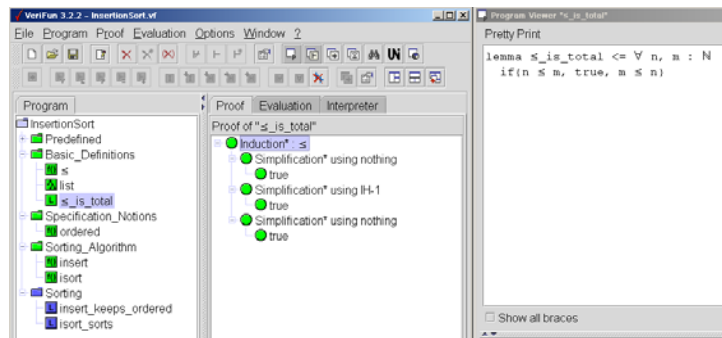 VeriFun 3.2.2 - InsertionSort.vf
File Program Proof Evaluation Options Window ?
Program
InsertionSort
Predefined
Basic_Definitions
≤
list
≤_is_total
Specification_Notions
ordered
Sorting_Algorithm
insert
isort
Sorting
insert_keeps_ordered
isort_sorts
Proof Evaluation Interpreter
Proof of "≤_is_total"
Induction* : ≤
Simplification* using nothing
true
Simplification* using IH-1
true
Simplification* using nothing
true
Program Viewer "<_is_total"
Pretty Print
lemma ≤_is_total <= ∀ n, m : ℕ
if(n ≤ m, true, m ≤ n)
Show all braces